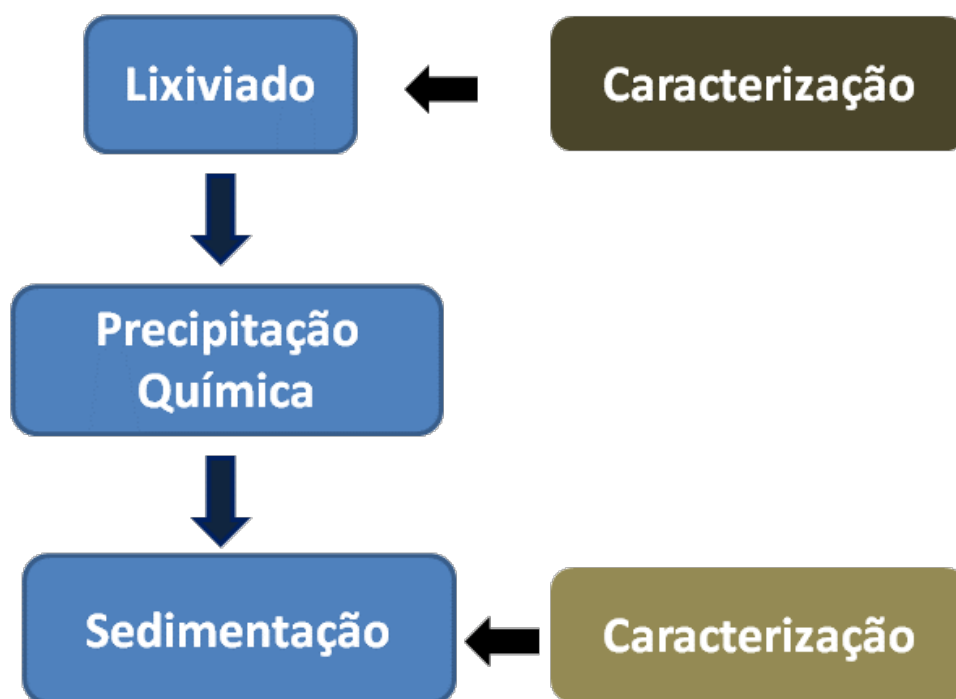 Lixiviado
Caracterização
Precipitação
Química
Sedimentação
Caracterização